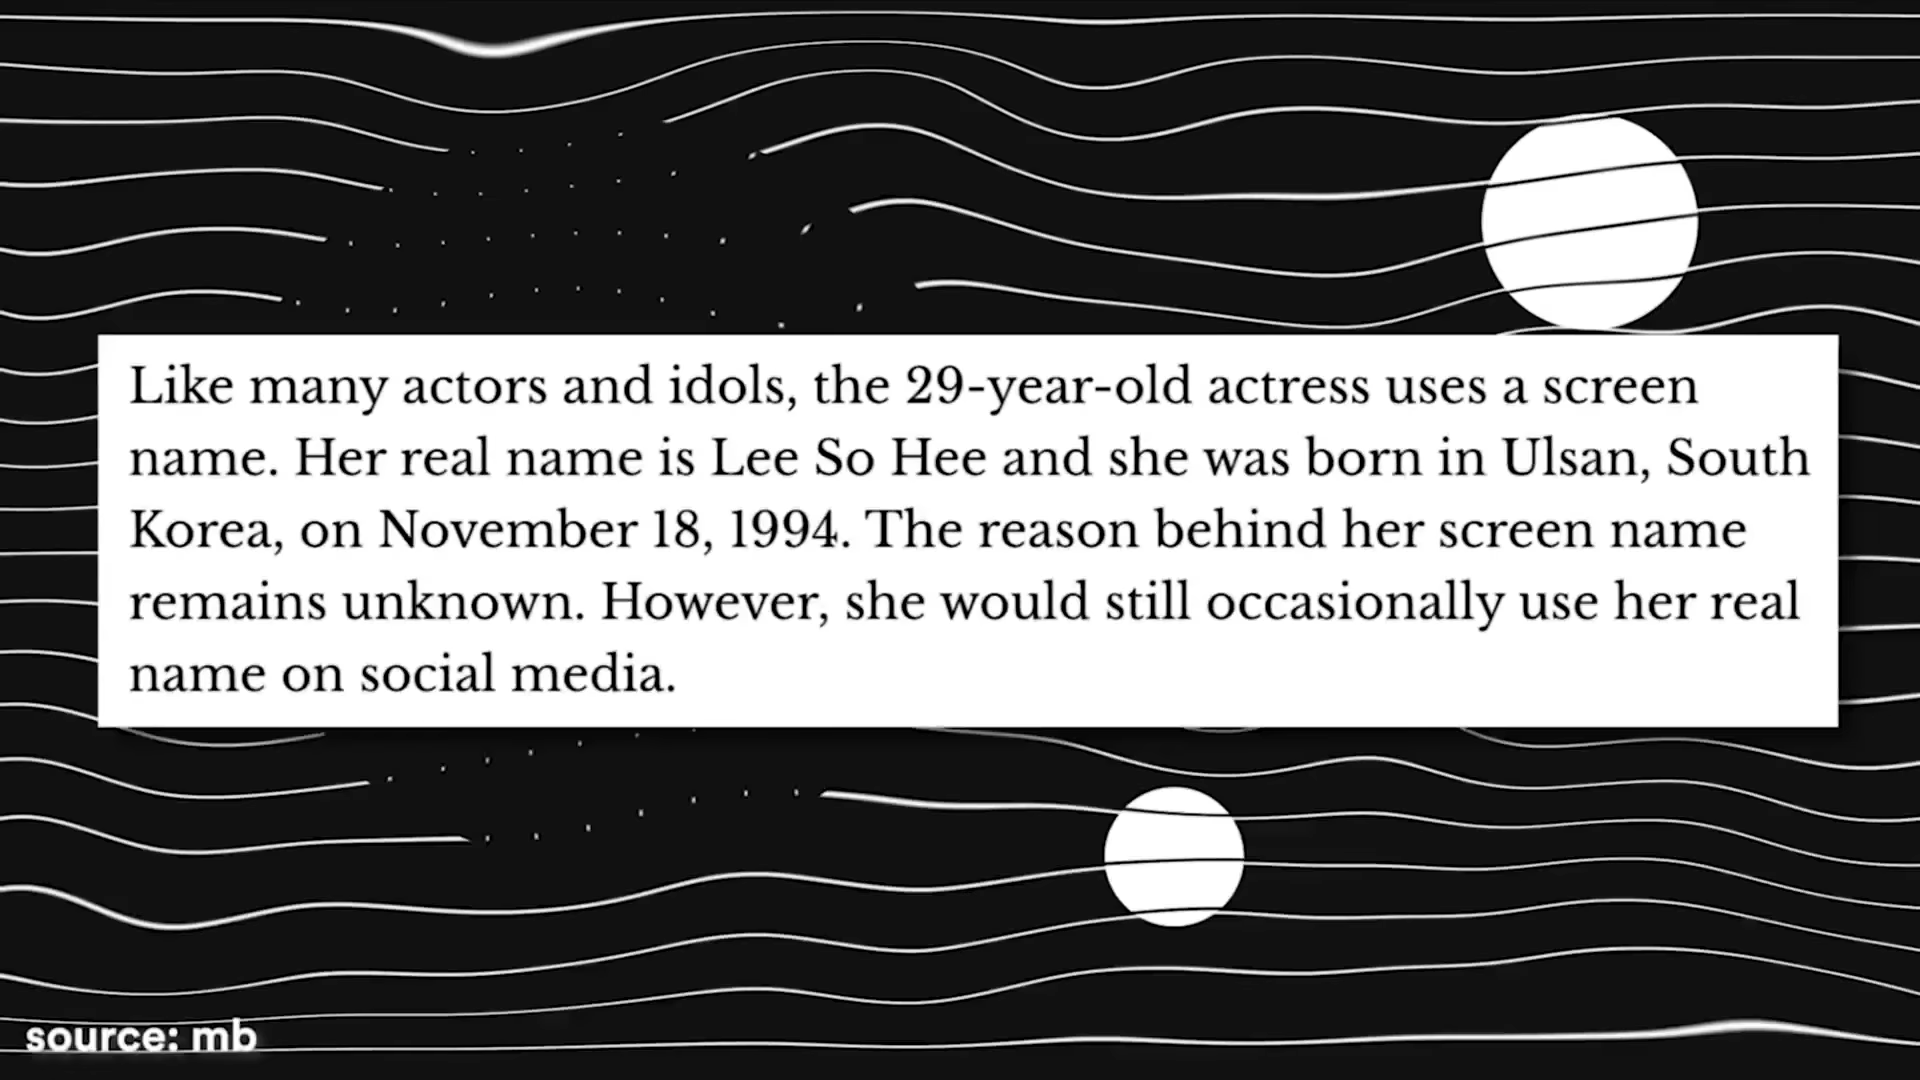 Like many actors and idols, the 29-year-old actress uses a screen
name. Her real name is Lee So Hee and she was born in Ulsan, South
Korea, on November 18, 1994. The reason behind her screen name
remains unknown. However, she would still occasionally use her real
name on social media.
source: mb